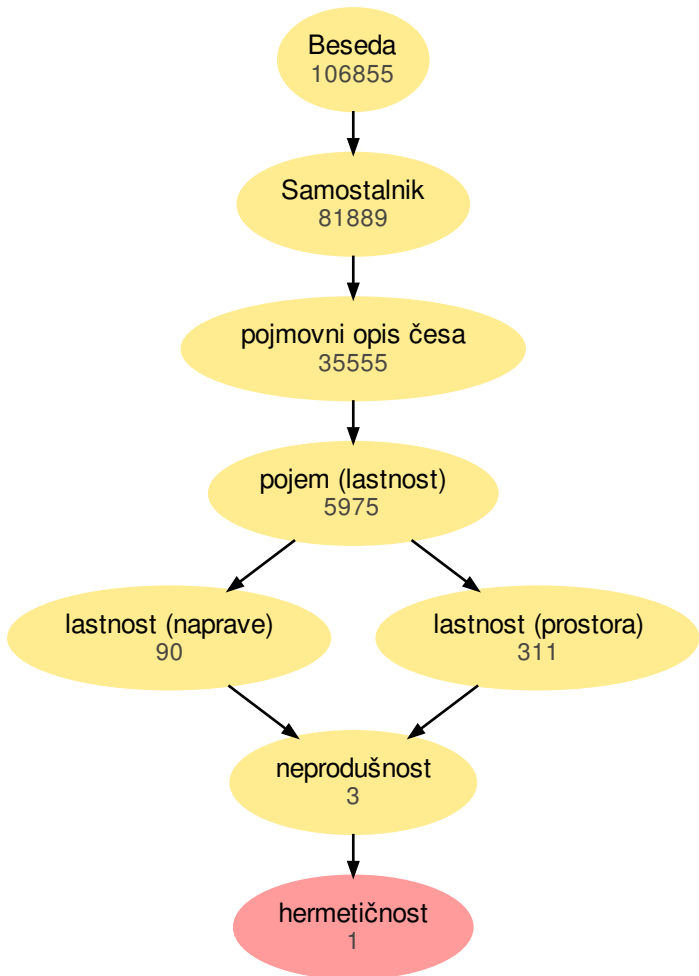 Beseda
106855
Samostalnik
81889
pojmovni opis česa
35555
pojem (lastnost)
5975
lastnost (naprave)
90
lastnost (prostora)
311
neprodušnost
3
hermetičnost
1